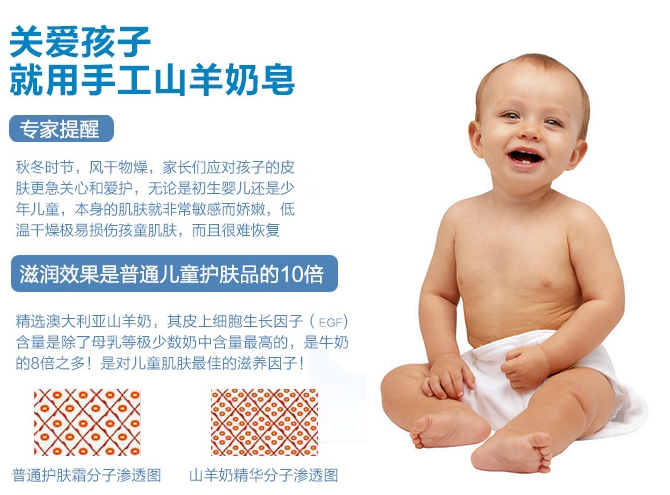 关爱孩子
就用手工山羊奶皂
专家提醒
秋冬时节，风干物燥，家长们应对孩子的皮
肤更急关心和爱护，无论是初生婴儿还是少
年儿童，本身的肌肤就非常敏感而娇嫩，低
温干燥极易损伤孩童肌肤，而且很难恢复
滋润效果是普通儿童护肤品的10倍
精选澳大利亚山羊奶，其皮上细胞生长因子（EGF）
含量是除了母乳等极少数奶中含量最高的，是牛奶
的8倍之多！是对儿童肌肤最佳的滋养因子！
普通护肤霜分子渗透图
山羊奶精华分子渗透图